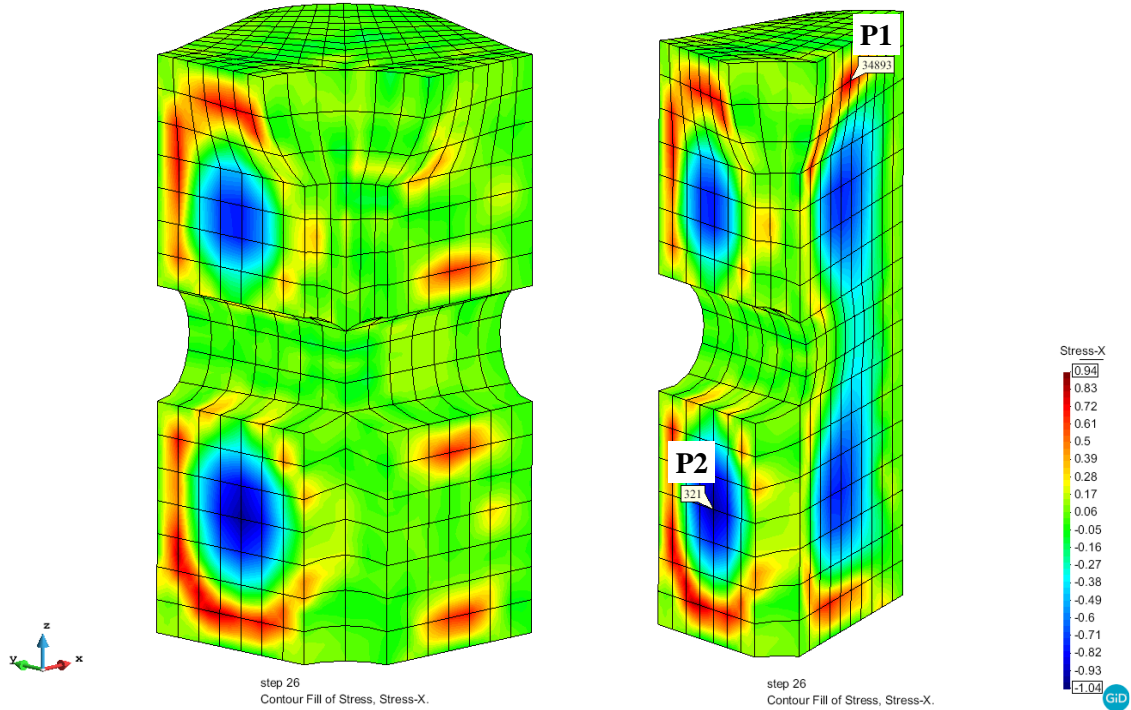 P1
34893
P2
321
Stress-X
0.94
0.83
0.72
0.61
0.50
0.39
0.28
0.17
0.06
-0.05
-0.16
-0.27
-0.38
-0.49
-0.60
-0.71
-0.82
-0.93
-1.04
z
y
x
step 26
Contour Fill of Stress, Stress-X.
step 26
Contour Fill of Stress, Stress-X.
GiD